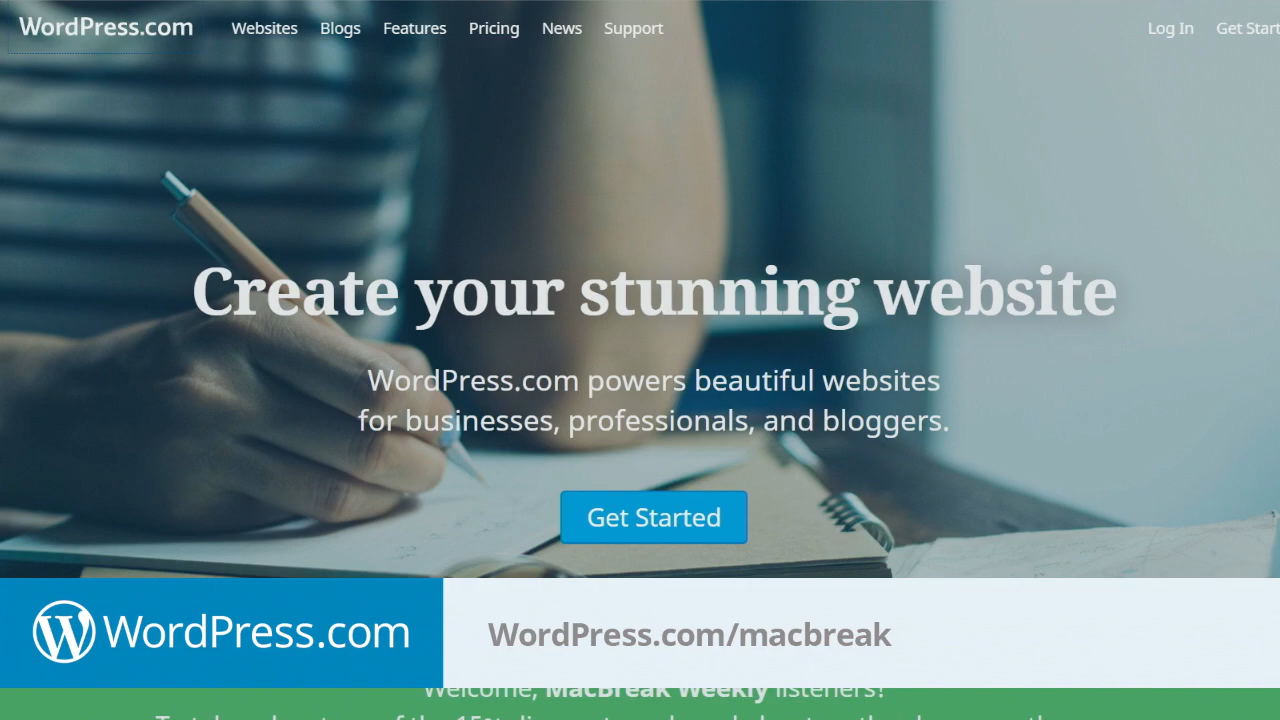 WordPress.com Websites Blogs Features Pricing News Support Log In Get Start
Create your stunning website
WordPress.com powers beautiful websites
for businesses, professionals, and bloggers.
Get Started
WordPress.com
WordPress.com/macbreak
Welcome, MacBreak Weekly listeners!